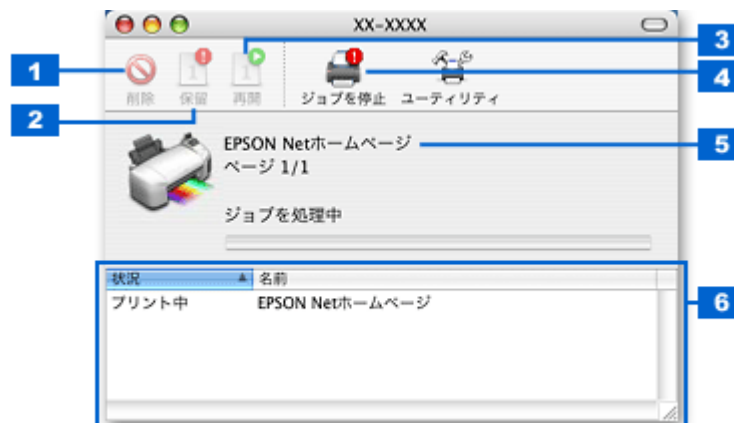 XX-XXXX
1
2
3
4
5
6
削除
保留
再開
ジョブを停止
ユーティリティ
EPSON Netホームページ
ページ 1/1
ジョブを処理中
状況
名前
プリント中
EPSON Netホームページ